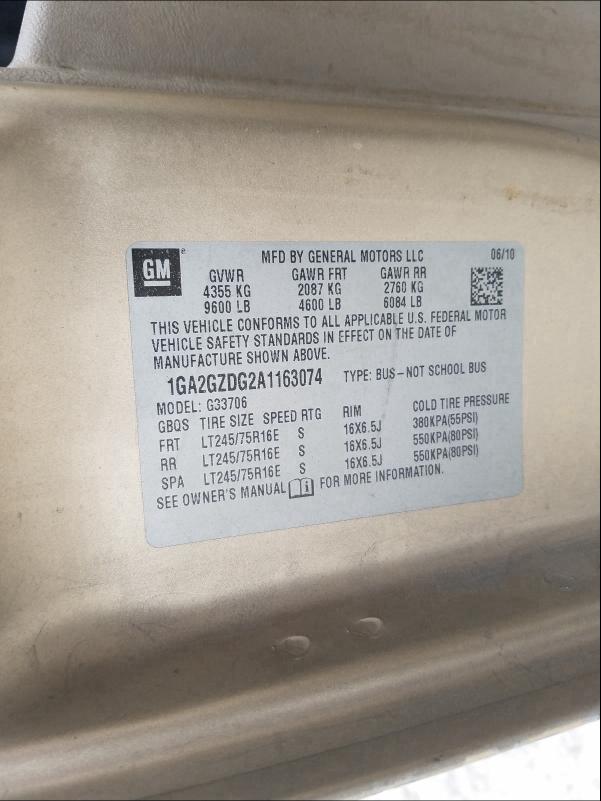 GM
MFD BY GENERAL MOTORS LLC 06/10
GVWR GAWR FRT GAWR RR
4355 KG 2087 KG 2760 KG
9600 LB 4600 LB 6084 LB
THIS VEHICLE CONFORMS TO ALL APPLICABLE U.S. FEDERAL MOTOR
VEHICLE SAFETY STANDARDS IN EFFECT ON THE DATE OF
MANUFACTURE SHOWN ABOVE.
1GA2GZDG2A1163074 TYPE: BUS-NOT SCHOOL BUS
MODEL: G33706
GBQS TIRE SIZE SPEED RTG RIM COLD TIRE PRESSURE
FRT LT245/75R16E S 16X6.5J 380KPA(55PSI)
RR LT245/75R16E S 16X6.5J 550KPA(80PSI)
SPA LT245/75R16E S 16X6.5J 550KPA(80PSI)
SEE OWNER'S MANUAL i FOR MORE INFORMATION.